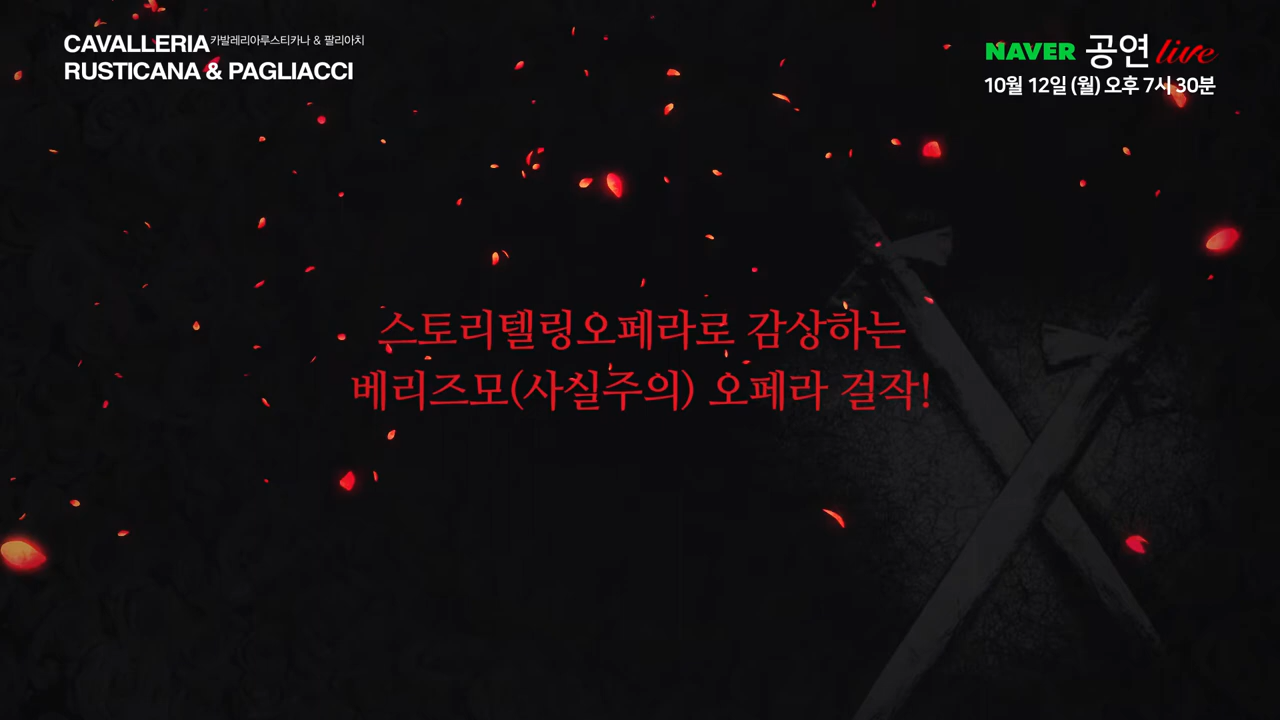 CAVALLERIA 카발레리아루스티카나 & 팔리아치
RUSTICANA & PAGLIACCI
NAVER 공연 live
10월 12일 (월) 오후 7시 30분
스토리텔링오페라로 감상하는
베리즈모(사실주의) 오페라 걸작!